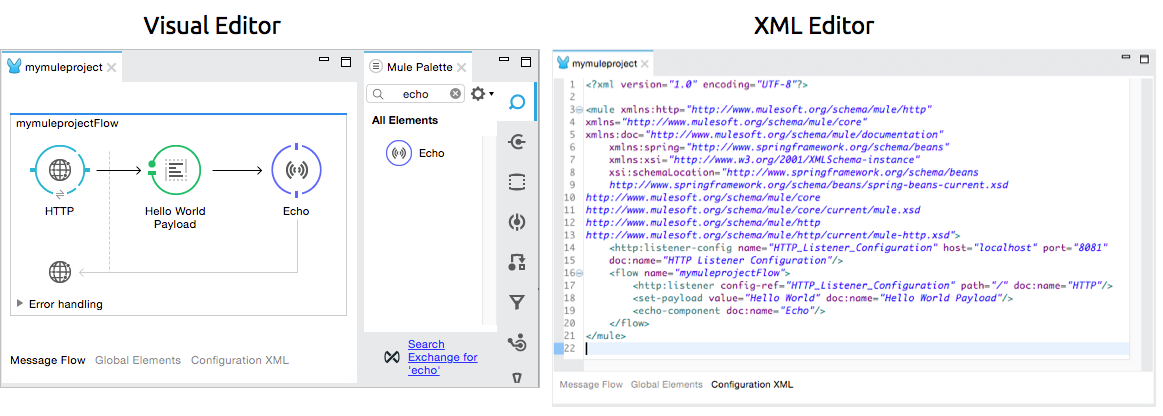 Visual Editor
XML Editor
mymuleproject
Mule Palette
echo
All Elements
Echo
mymuleprojectFlow
HTTP
Hello World
Payload
Echo
Error handling
Message Flow Global Elements Configuration XML
Search
Exchange for
'echo'
mymuleproject
1 <?xml version="1.0" encoding="UTF-8"?>
2
3 <mule xmlns:http="http://www.mulesoft.org/schema/mule/http"
4 xmlns="http://www.mulesoft.org/schema/mule/core"
5 xmlns:doc="http://www.mulesoft.org/schema/mule/documentation"
6 xmlns:spring="http://www.springframework.org/schema/beans"
7 xmlns:xsi="http://www.w3.org/2001/XMLSchema-instance"
8 xsi:schemaLocation="http://www.springframework.org/schema/beans
9 http://www.springframework.org/schema/beans/spring-beans-current.xsd
10 http://www.mulesoft.org/schema/mule/core
11 http://www.mulesoft.org/schema/mule/core/current/mule.xsd
12 http://www.mulesoft.org/schema/mule/http
13 http://www.mulesoft.org/schema/mule/http/current/mule-http.xsd">
14 <http:listener-config name="HTTP_Listener_Configuration" host="localhost" port="8081"
15 doc:name="HTTP Listener Configuration"/>
16 <flow name="mymuleprojectFlow">
17 <http:listener config-ref="HTTP_Listener_Configuration" path="/" doc:name="HTTP"/>
18 <set-payload value="Hello World" doc:name="Hello World Payload"/>
19 <echo-component doc:name="Echo"/>
20 </flow>
21 </mule>
22
Message Flow Global Elements Configuration XML